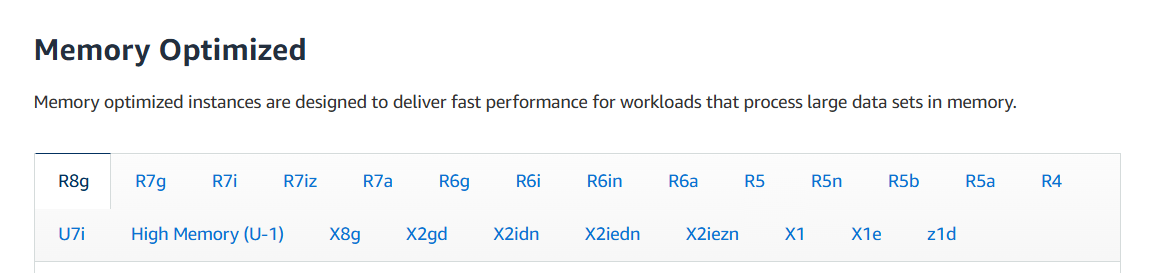 Memory Optimized
Memory optimized instances are designed to deliver fast performance for workloads that process large data sets in memory.
R8g R7g R7i R7iz R7a R6g R6i R6in R6a R5 R5n R5b R5a R4
U7i High Memory (U-1) X8g X2gd X2idn X2iedn X2iezn X1 X1e z1d